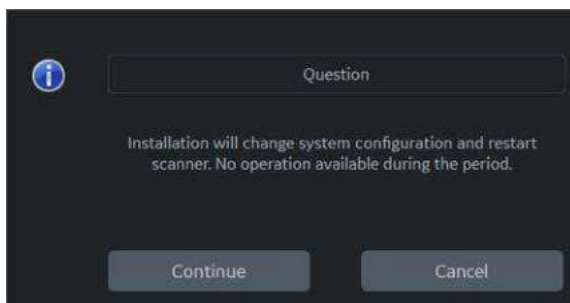 Question
Installation will change system configuration and restart
scanner. No operation available during the period.
Continue
Cancel